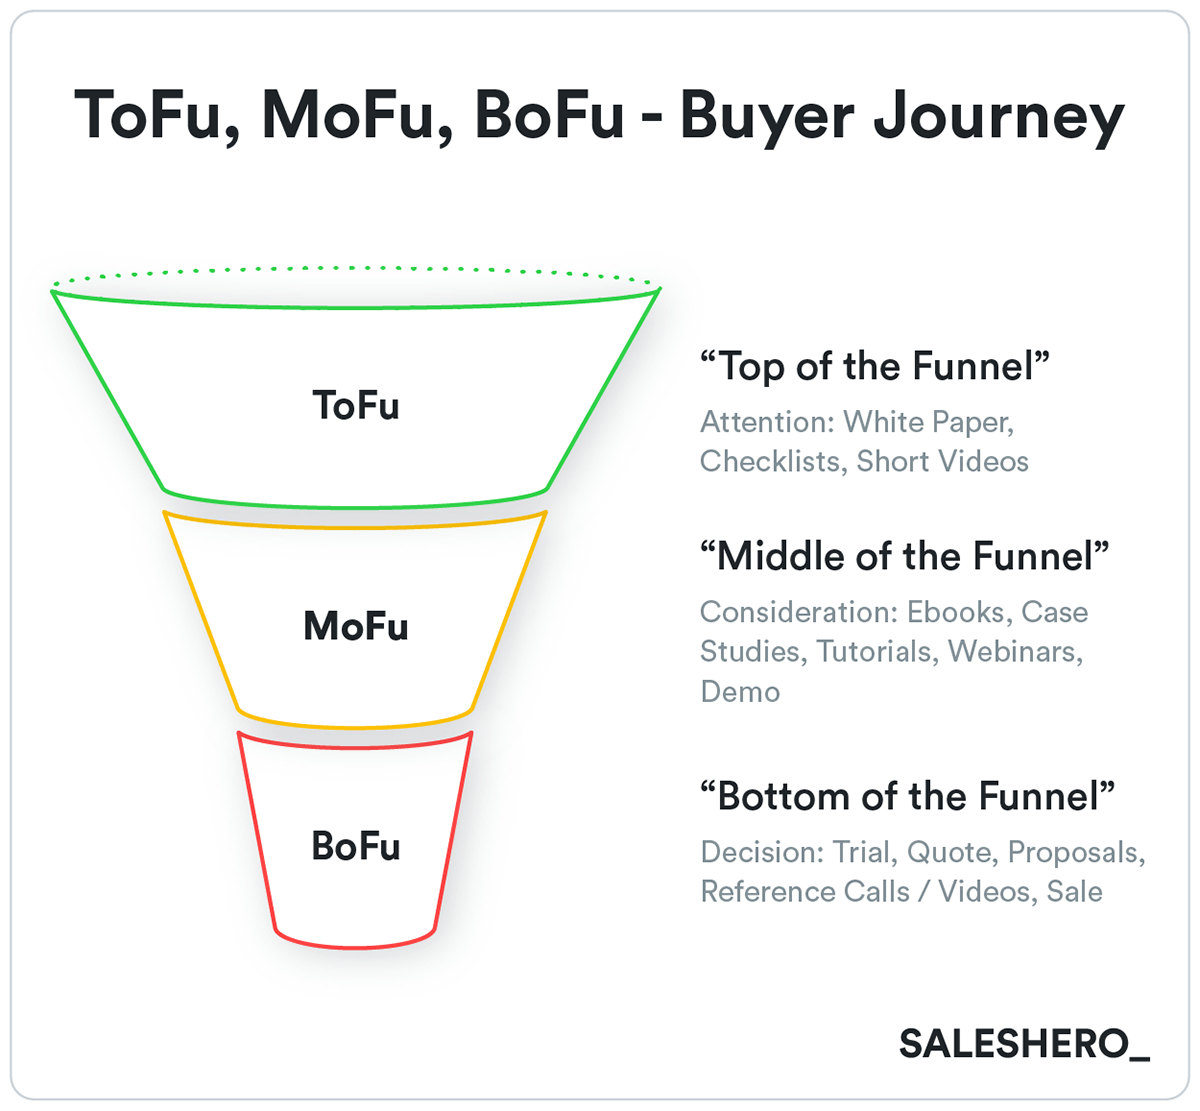 ToFu, MoFu, BoFu - Buyer Journey
ToFu
“Top of the Funnel”
Attention: White Paper,
Checklists, Short Videos
MoFu
“Middle of the Funnel”
Consideration: Ebooks, Case
Studies, Tutorials, Webinars,
Demo
BoFu
“Bottom of the Funnel”
Decision: Trial, Quote, Proposals,
Reference Calls / Videos, Sale
SALESHERO_